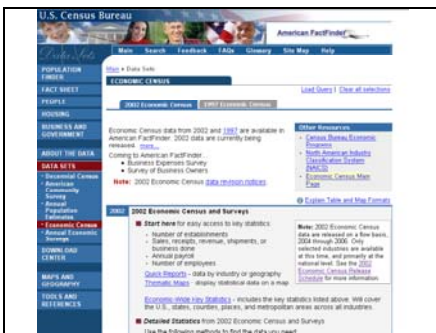 U.S. Census Bureau
American FactFinder
Data Sets
Main Search Feedback FAQs Glossary Site Map Help
POPULATION
FINDER
FACT SHEET
PEOPLE
HOUSING
BUSINESS AND
GOVERNMENT
ABOUT THE DATA
DATA SETS
· Decennial Census
· American
Community
Survey
· Annual
Population
Estimates
· Economic Census
· Annual Economic
Surveys
DOWNLOAD
CENTER
MAPS AND
GEOGRAPHY
TOOLS AND
REFERENCES
Main ▸ Data Sets
ECONOMIC CENSUS
Load Query | Clear all selections
2002 Economic Census 1997 Economic Census
Economic Census data from 2002 and 1997 are available in
American FactFinder. 2002 data are currently being
released. more...
Coming to American FactFinder...
• Business Expenses Survey
• Survey of Business Owners
Note: 2002 Economic Census data revision notices.
Other Resources
Census Bureau Economic
Programs
North American Industry
Classification System
(NAICS)
Economic Census Main
Page
Explain Table and Map Formats
2002 2002 Economic Census and Surveys
Start here for easy access to key statistics
- Number of establishments
- Sales, receipts, revenue, shipments, or
business done
- Annual payroll
- Number of employees
Quick Reports - data by industry or geography
Thematic Maps - display statistical data on a map
Note: 2002 Economic Census
data are released on a flow basis,
2004 through 2006. Only
selected industries are available
at this time, and primarily at the
national level. See the 2002
Economic Census Release
Schedule for more information.
Economy-Wide Key Statistics - includes the key statistics listed above. Will cover
the U.S., states, counties, places, and metropolitan areas across all industries.
Detailed Statistics from 2002 Economic Census and Surveys
Use the following methods to find the data you need